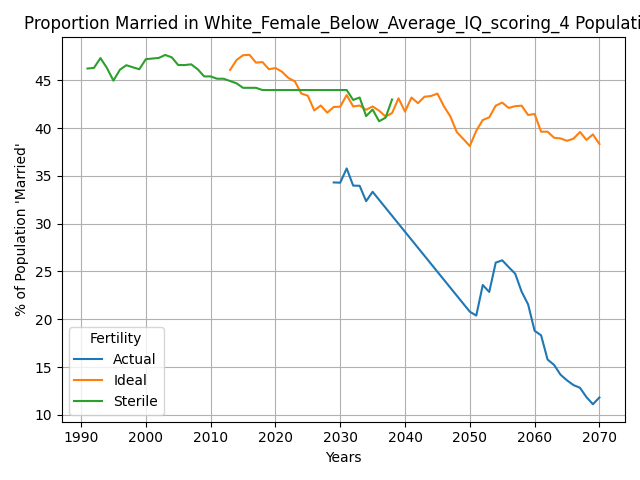 Proportion Married in White_Female_Below_Average_IQ_scoring_4 Populati
% of Population 'Married'
45
40
35
30
25
20
15
10
Fertility
Actual
Ideal
Sterile
1990 2000 2010 2020 2030 2040 2050 2060 2070
Years